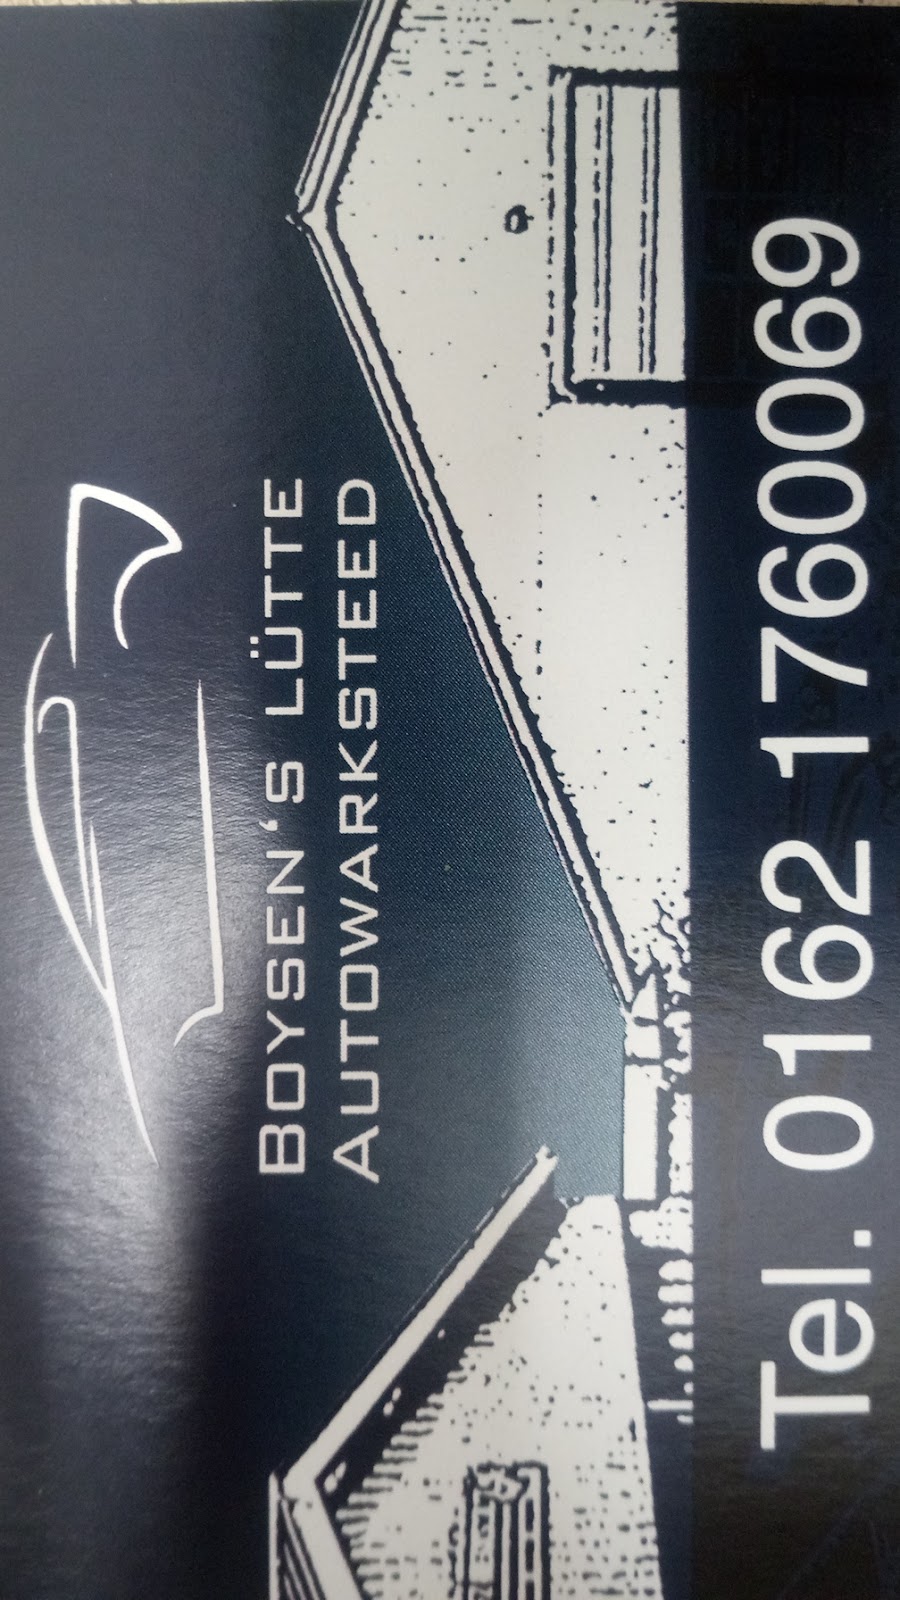 BOYSEN‘S LÜTTE
AUTOWARKSTEED
Tel. 0162 1760069